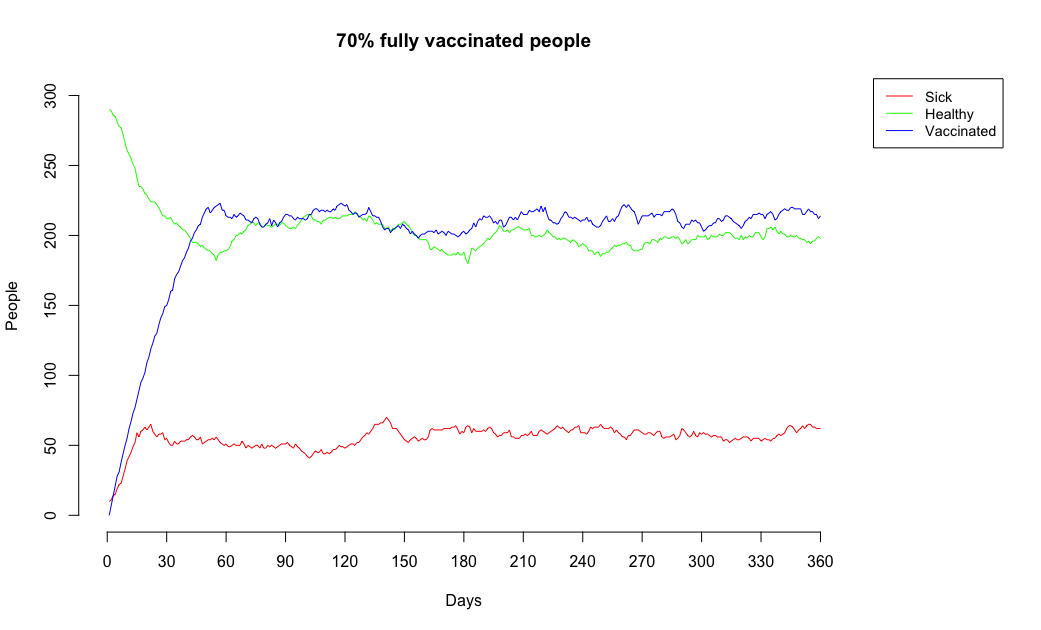 70% fully vaccinated people
Sick
Healthy
Vaccinated
People
300
250
200
150
100
50
0
0 30 60 90 120 150 180 210 240 270 300 330 360
Days